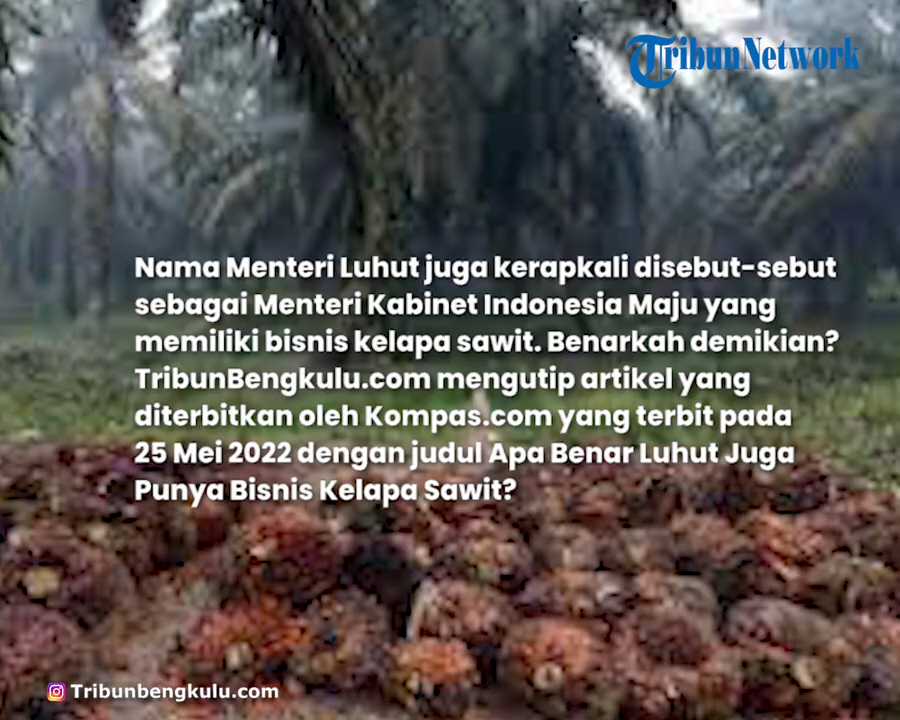 TribunNetwork
Nama Menteri Luhut juga kerapkali disebut-sebut
sebagai Menteri Kabinet Indonesia Maju yang
memiliki bisnis kelapa sawit. Benarkah demikian?
TribunBengkulu.com mengutip artikel yang
diterbitkan oleh Kompas.com yang terbit pada
25 Mei 2022 dengan judul Apa Benar Luhut Juga
Punya Bisnis Kelapa Sawit?
Tribunbengkulu.com